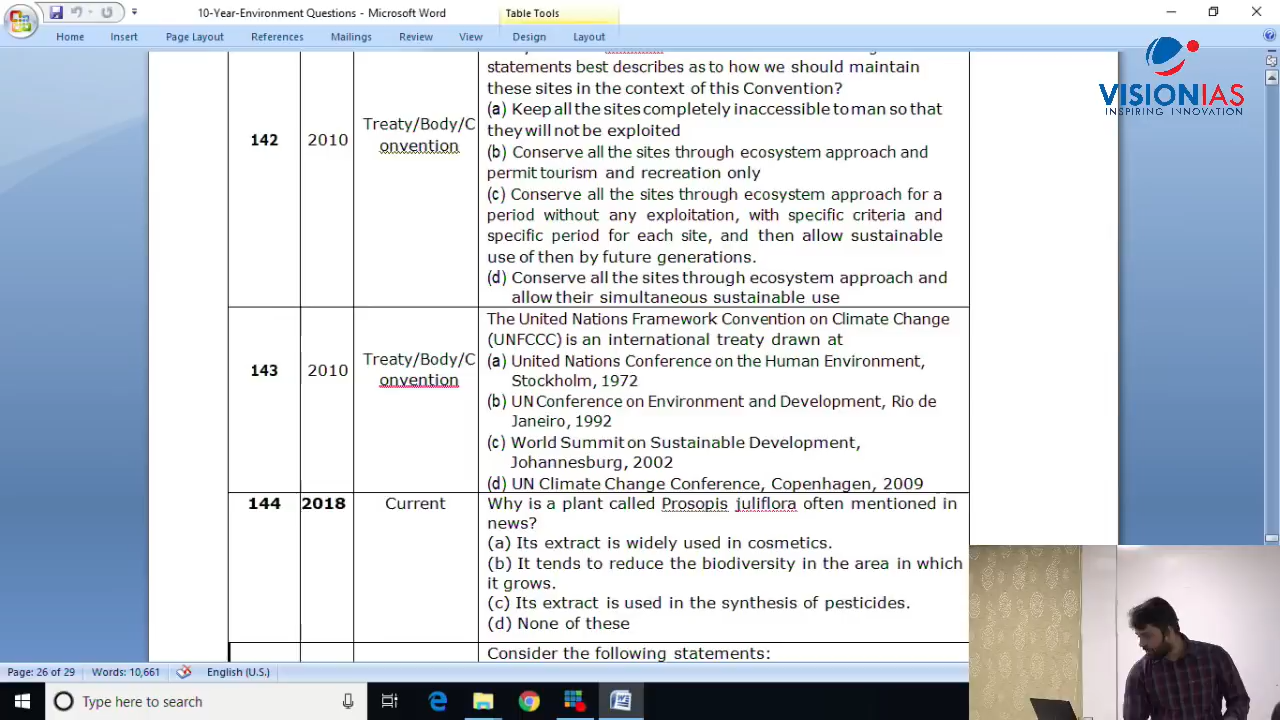 10-Year-Environment Questions - Microsoft Word
Table Tools
Home Insert Page Layout References Mailings Review View Design Layout
VISIONIAS
INSPIRING INNOVATION
statements best describes as to how we should maintain
these sites in the context of this Convention?
(a) Keep all the sites completely inaccessible to man so that
they will not be exploited
142 2010 Treaty/Body/C
onvention
(b) Conserve all the sites through ecosystem approach and
permit tourism and recreation only
(c) Conserve all the sites through ecosystem approach for a
period without any exploitation, with specific criteria and
specific period for each site, and then allow sustainable
use of then by future generations.
(d) Conserve all the sites through ecosystem approach and
allow their simultaneous sustainable use
143 2010 Treaty/Body/C
onvention
The United Nations Framework Convention on Climate Change
(UNFCCC) is an international treaty drawn at
(a) United Nations Conference on the Human Environment,
Stockholm, 1972
(b) UN Conference on Environment and Development, Rio de
Janeiro, 1992
(c) World Summit on Sustainable Development,
Johannesburg, 2002
(d) UN Climate Change Conference, Copenhagen, 2009
144 2018 Current Why is a plant called Prosopis juliflora often mentioned in
news?
(a) Its extract is widely used in cosmetics.
(b) It tends to reduce the biodiversity in the area in which
it grows.
(c) Its extract is used in the synthesis of pesticides.
(d) None of these
Consider the following statements:
Page: 26 of 29 Words: 10,661 English (U.S.)
Type here to search